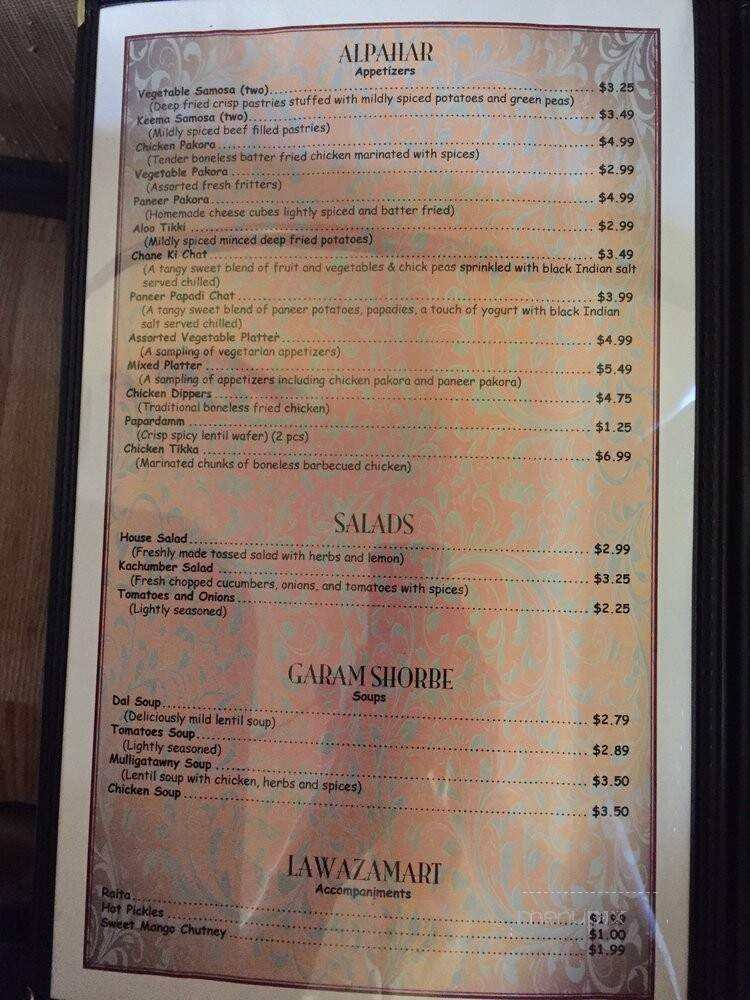 ALPAHAR
Appetizers
Vegetable Samosa (two)........ $3.25
(Deep fried crisp pastries stuffed with mildly spiced potatoes and green peas)
Keema Samosa (two)........ $3.49
(Mildly spiced beef filled pastries)
Chicken Pakora........ $4.99
(Tender boneless batter fried chicken marinated with spices)
Vegetable Pakora........ $2.99
(Assorted fresh fritters)
Paneer Pakora........ $4.99
(Homemade cheese cubes lightly spiced and batter fried)
Aloo Tikki........ $2.99
(Mildly spiced minced deep fried potatoes)
Chane Ki Chat........ $3.49
(A tangy sweet blend of fruit and vegetables & chick peas sprinkled with black Indian salt
served chilled)
Paneer Papadi Chat........ $3.99
(A tangy sweet blend of paneer potatoes, papadies, a touch of yogurt with black Indian
salt served chilled)
Assorted Vegetable Platter........ $4.99
(A sampling of vegetarian appetizers)
Mixed Platter........ $5.49
(A sampling of appetizers including chicken pakora and paneer pakora)
Chicken Dippers........ $4.75
(Traditional boneless fried chicken)
Papardamm........ $1.25
(Crisp spicy lentil wafer) (2 pcs)
Chicken Tikka........ $6.99
(Marinated chunks of boneless barbecued chicken)
SALADS
House Salad........ $2.99
(Freshly made tossed salad with herbs and lemon)
Kachumber Salad........ $3.25
(Fresh chopped cucumbers, onions, and tomatoes with spices)
Tomatoes and Onions........ $2.25
(Lightly seasoned)
GARAM SHORBE
Soups
Dal Soup........ $2.79
(Deliciously mild lentil soup)
Tomatoes Soup........ $2.89
(Lightly seasoned)
Mulligatawny Soup........ $3.50
(Lentil soup with chicken, herbs and spices)
Chicken Soup........ $3.50
LAWAZAMART
Accompaniments
Raita........ $1.99
Hot Pickles........ $1.00
Sweet Mango Chutney........ $1.99